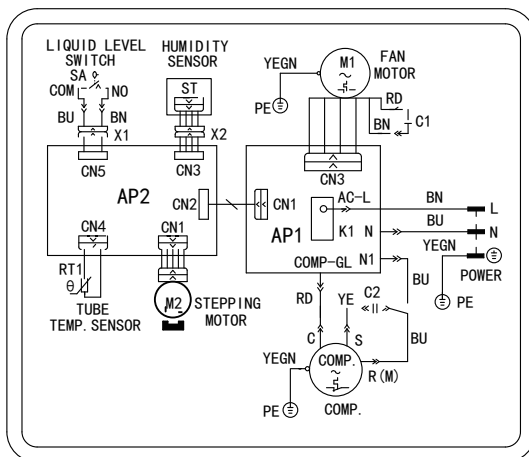 LIQUID LEVEL
SWITCH
SA
COM
NO
BU
BN
X1
CN5
HUMIDITY
SENSOR
ST
X2
CN3
AP2
CN2
CN4
CN1
RT1
θ
TUBE
TEMP. SENSOR
M2
STEPPING
MOTOR
YEGN
PE
M1
~
FAN
MOTOR
RD
BN
C1
CN3
CN1
AP1
AC-L
K1
N
N1
COMP-GL
BN
L
BU
N
YEGN
POWER
PE
RD
YE
C2
BU
BU
C
S
R (M)
YEGN
PE
COMP.
~
COMP.